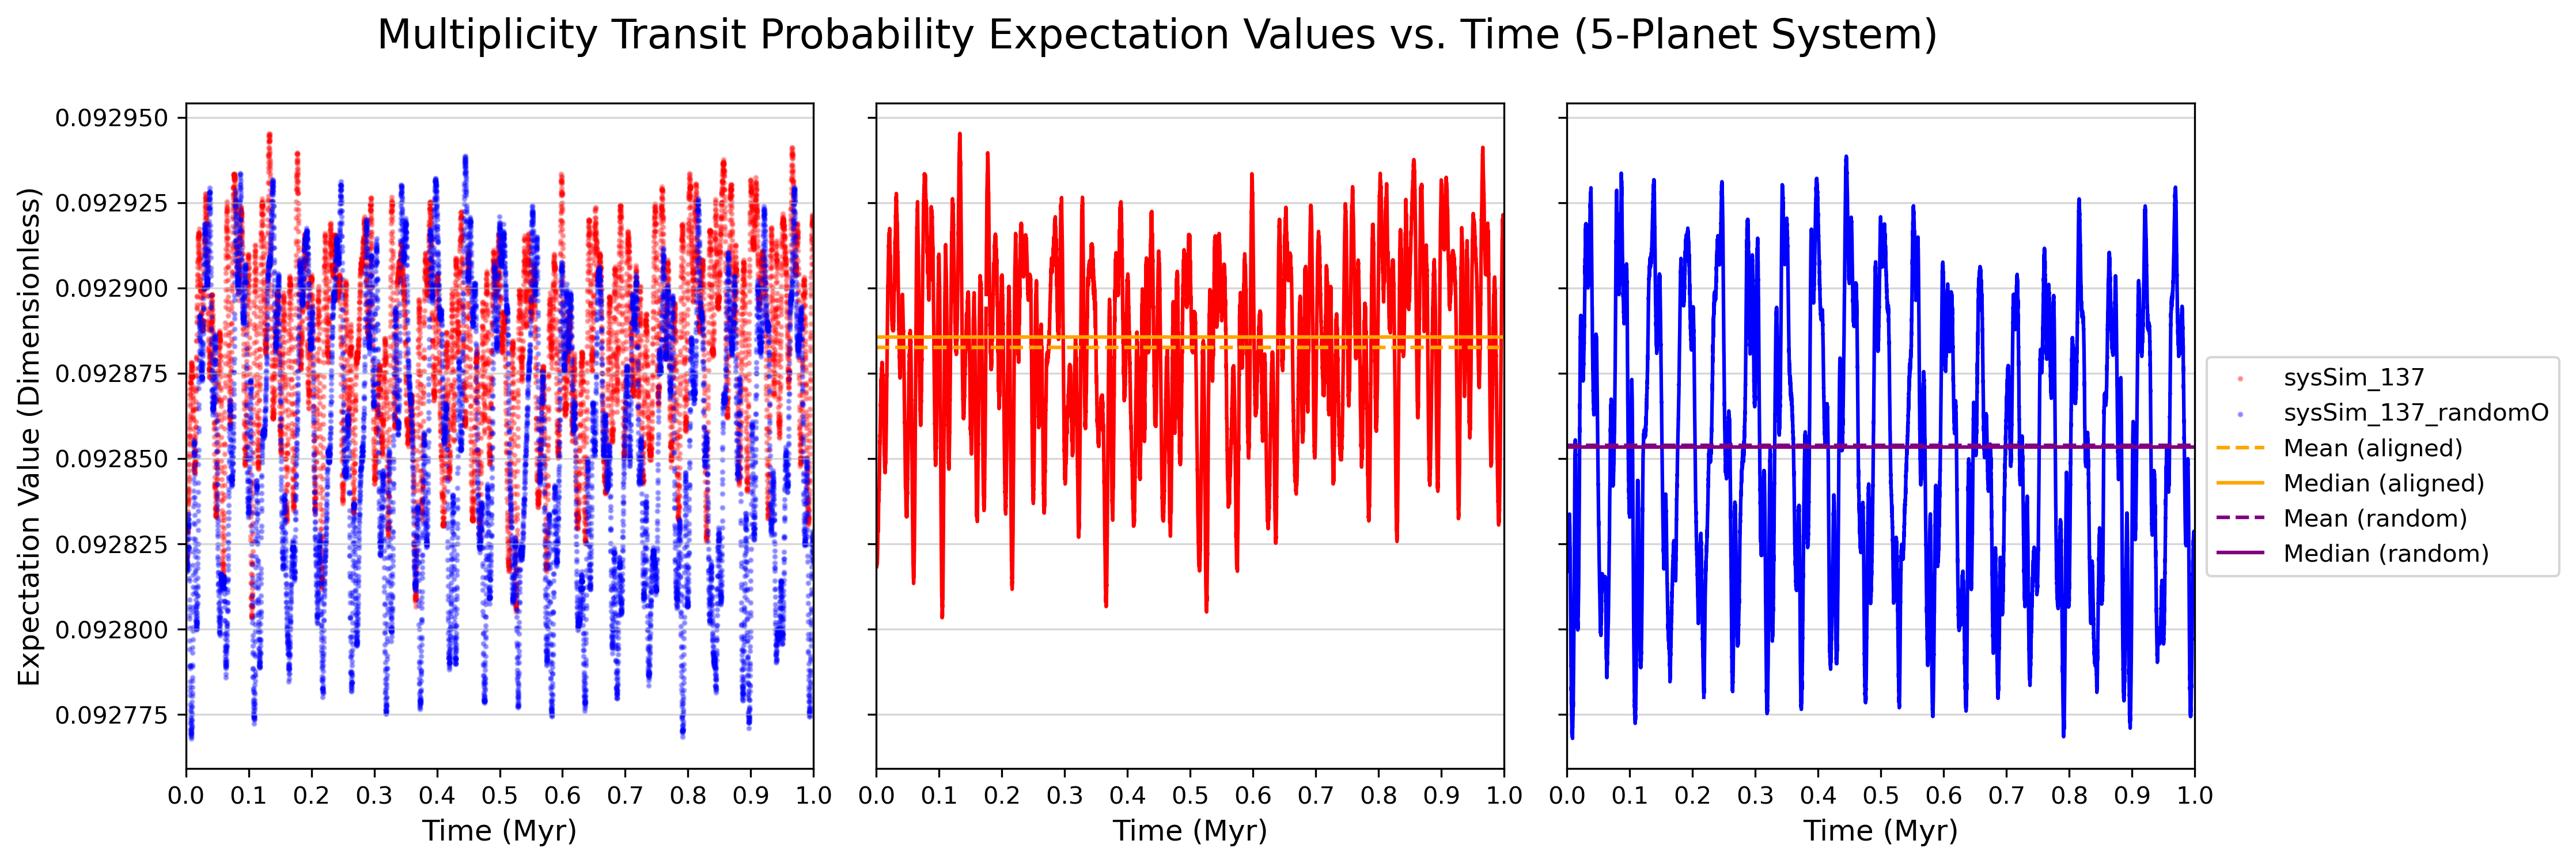 Multiplicity Transit Probability Expectation Values vs. Time (5-Planet System)
Expectation Value (Dimensionless)
0.092950
0.092925
0.092900
0.092875
0.092850
0.092825
0.092800
0.092775
0.0 0.1 0.2 0.3 0.4 0.5 0.6 0.7 0.8 0.9 1.0
Time (Myr)
0.0 0.1 0.2 0.3 0.4 0.5 0.6 0.7 0.8 0.9 1.0
Time (Myr)
0.0 0.1 0.2 0.3 0.4 0.5 0.6 0.7 0.8 0.9 1.0
Time (Myr)
sysSim_137
sysSim_137_randomO
Mean (aligned)
Median (aligned)
Mean (random)
Median (random)